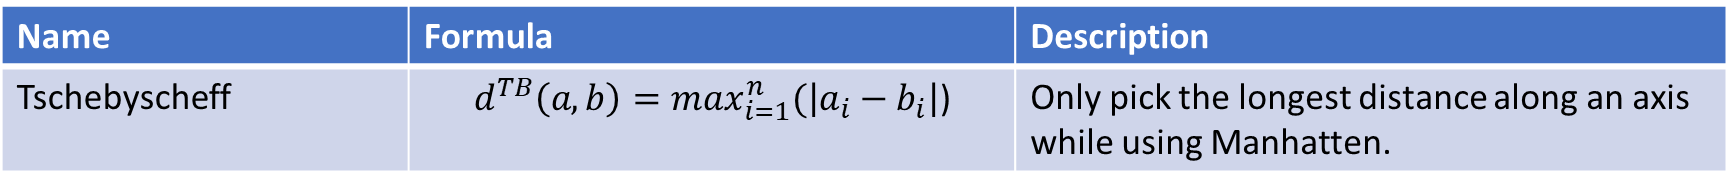 Name Formula Description
Tschebyscheff d^{TB}(a, b) = max_{i=1}^{n}(|a_i − b_i|) Only pick the longest distance along an axis
while using Manhatten.